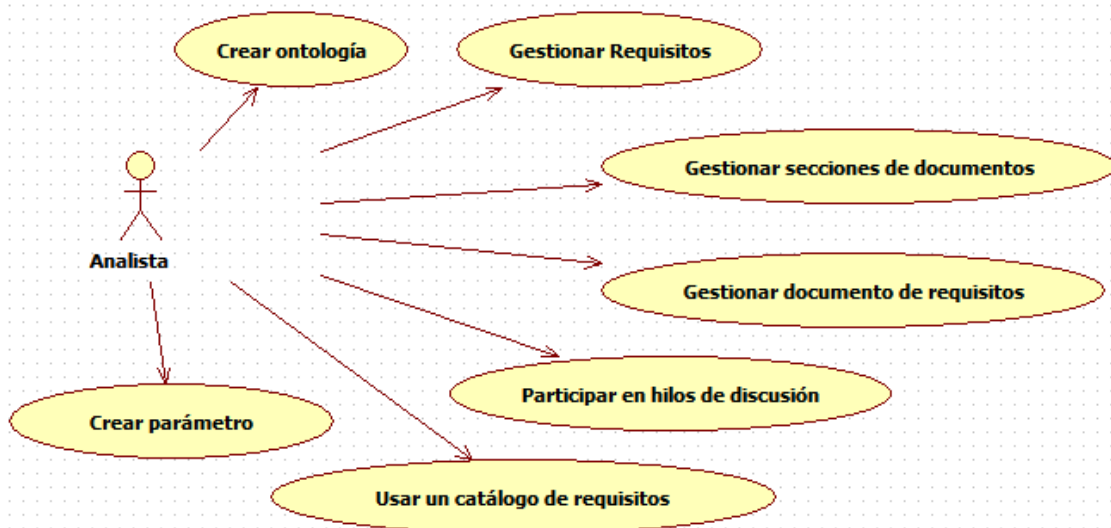 Crear ontología
Gestionar Requisitos
Gestionar secciones de documentos
Analista
Gestionar documento de requisitos
Participar en hilos de discusión
Crear parámetro
Usar un catálogo de requisitos